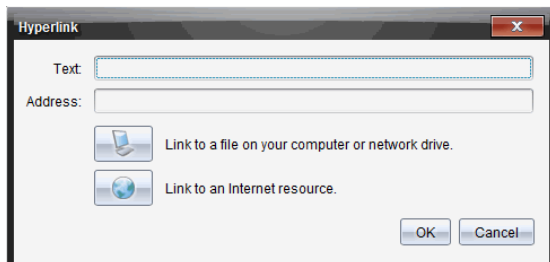 Hyperlink
Text:
Address:
Link to a file on your computer or network drive.
Link to an Internet resource.
OK Cancel